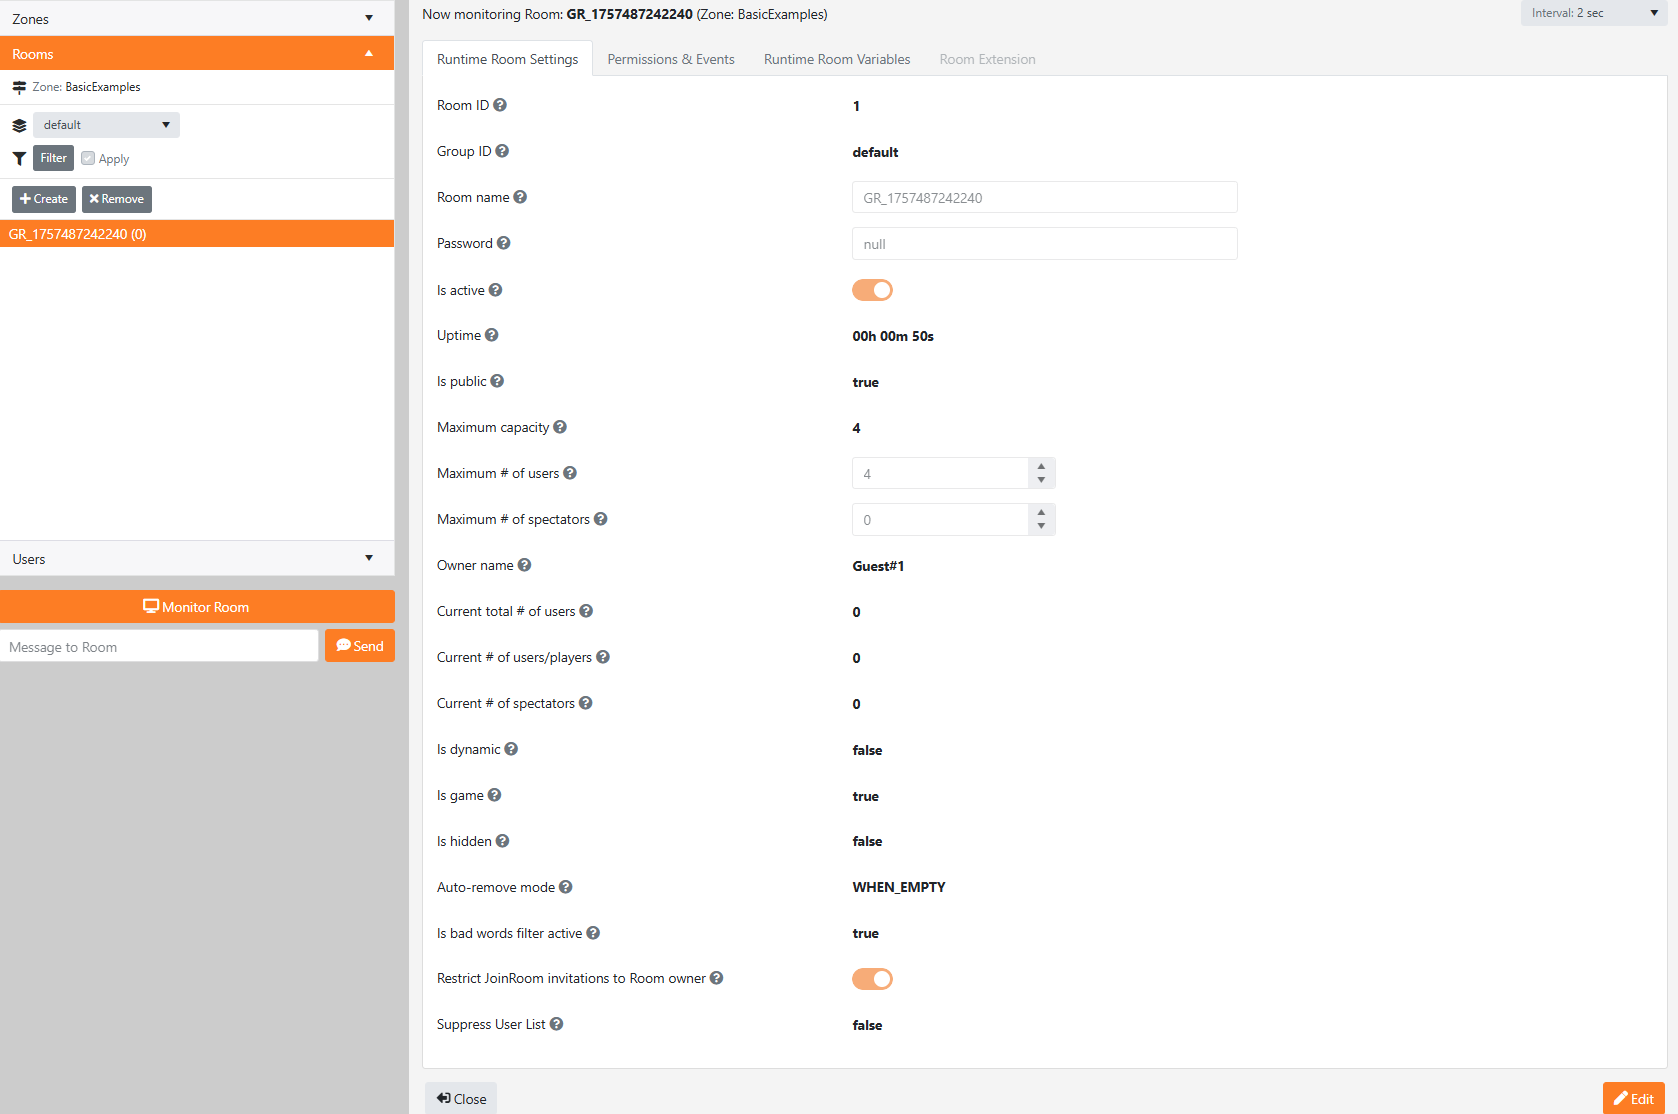 Zones
Rooms
Zone: BasicExamples
default
Filter
Apply
Create
Remove
GR_1757487242240 (0)
Users
Monitor Room
Message to Room
Send
Now monitoring Room: GR_1757487242240 (Zone: BasicExamples)
Interval: 2 sec
Runtime Room Settings
Permissions & Events
Runtime Room Variables
Room Extension
Room ID
1
Group ID
default
Room name
GR_1757487242240
Password
null
Is active
Uptime
00h 00m 50s
Is public
true
Maximum capacity
4
Maximum # of users
4
Maximum # of spectators
0
Owner name
Guest#1
Current total # of users
0
Current # of users/players
0
Current # of spectators
0
Is dynamic
false
Is game
true
Is hidden
false
Auto-remove mode
WHEN_EMPTY
Is bad words filter active
true
Restrict JoinRoom invitations to Room owner
Suppress User List
false
Close
Edit